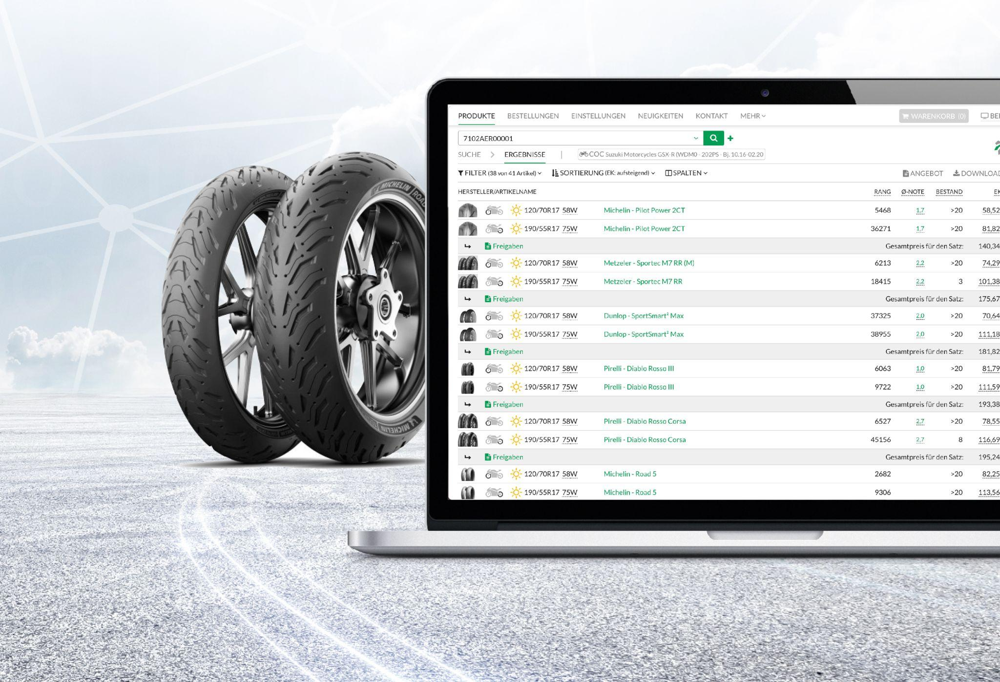 MICHELIN ROAD
MICHELIN
PRODUKTE BESTELLUNGEN EINSTELLUNGEN NEUIGKEITEN KONTAKT MEHR WARENKORB (0)
7102AER00001
SUCHE ERGEBNISSE | COC Suzuki Motorcycles GSX-R (WDM0 - 202PS - Bj. 10.16-02.20
FILTER (38 von 41 Artikel) SORTIERUNG (EK: aufsteigend) SPALTEN ANGEBOT DOWNLOAD
HERSTELLER/ARTIKELNAME RANG Ø-NOTE BESTAND EK
120/70R17 58W Michelin - Pilot Power 2CT 5468 1,7 >20 58,52
190/55R17 75W Michelin - Pilot Power 2CT 36271 1,7 >20 81,82
Freigaben Gesamtpreis für den Satz: 140,34
120/70R17 58W Metzeler - Sportec M7 RR (M) 6213 2,2 >20 74,29
190/55R17 75W Metzeler - Sportec M7 RR 18415 2,2 3 101,38
Freigaben Gesamtpreis für den Satz: 175,67
120/70R17 58W Dunlop - SportSmart² Max 37325 2,0 >20 70,64
190/55R17 75W Dunlop - SportSmart² Max 38955 2,0 >20 111,18
Freigaben Gesamtpreis für den Satz: 181,82
120/70R17 58W Pirelli - Diablo Rosso III 6063 1,0 >20 81,79
190/55R17 75W Pirelli - Diablo Rosso III 9722 1,0 >20 111,59
Freigaben Gesamtpreis für den Satz: 193,38
120/70R17 58W Pirelli - Diablo Rosso Corsa 6527 2,7 >20 78,55
190/55R17 75W Pirelli - Diablo Rosso Corsa 45156 2,7 8 116,69
Freigaben Gesamtpreis für den Satz: 195,24
120/70R17 58W Michelin - Road 5 2682 >20 82,25
190/55R17 75W Michelin - Road 5 9306 >20 113,56